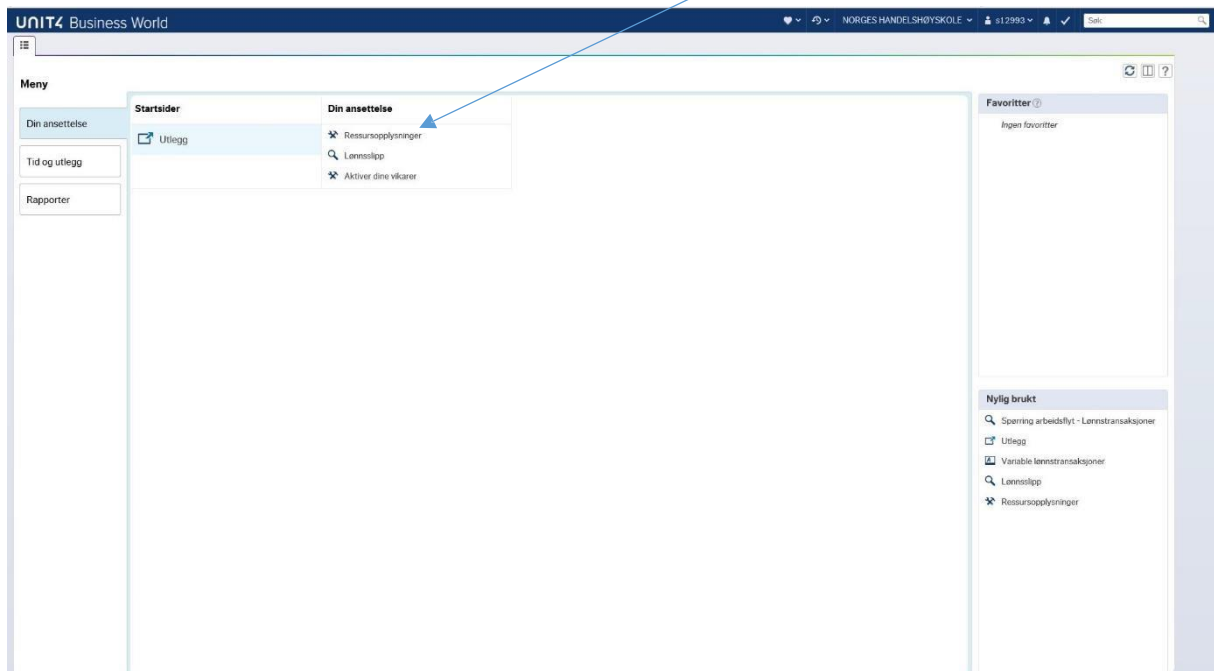 UNIT4 Business World
NORGES HANDELSHØYSKOLE
s12993
Søk
Meny
Din ansettelse
Tid og utlegg
Rapporter
Startsider
Utlegg
Din ansettelse
Ressursopplysninger
Lønnsslipp
Aktiver dine vikarer
Favoritter
Ingen favoritter
Nylig brukt
Spørring arbeidsflyt - Lønnstransaksjoner
Utlegg
Variable lønnstransaksjoner
Lønnsslipp
Ressursopplysninger